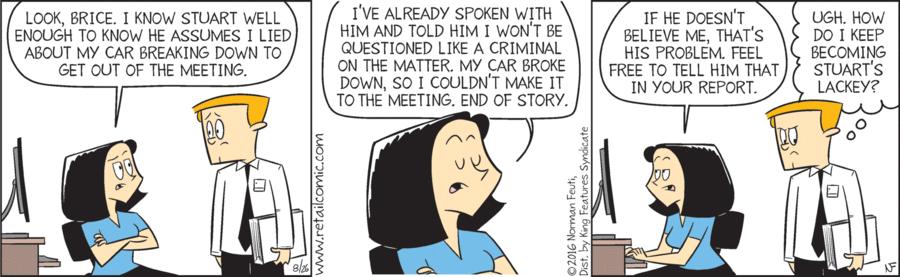 LOOK, BRICE. I KNOW STUART WELL
ENOUGH TO KNOW HE ASSUMES I LIED
ABOUT MY CAR BREAKING DOWN TO
GET OUT OF THE MEETING.
8/26
www.retailcomic.com
I'VE ALREADY SPOKEN WITH
HIM AND TOLD HIM I WON'T BE
QUESTIONED LIKE A CRIMINAL
ON THE MATTER. MY CAR BROKE
DOWN, SO I COULDN'T MAKE IT
TO THE MEETING. END OF STORY.
©2016 Norman Feuti,
Dist. by King Features Syndicate
IF HE DOESN'T
BELIEVE ME, THAT'S
HIS PROBLEM. FEEL
FREE TO TELL HIM THAT
IN YOUR REPORT.
UGH. HOW
DO I KEEP
BECOMING
STUART'S
LACKEY?
NF